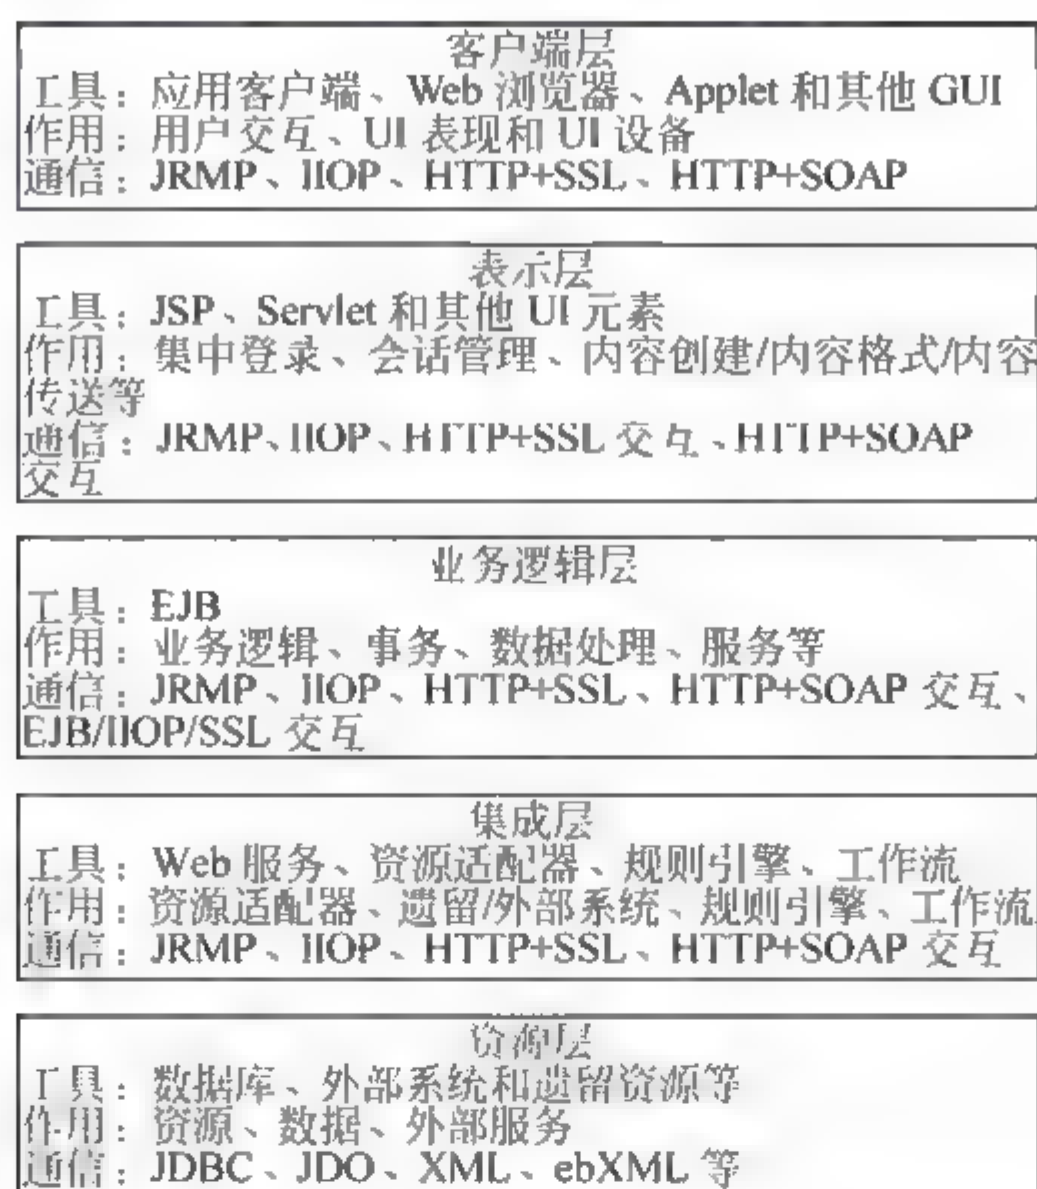 客户端层
工具：应用客户端、Web 浏览器、Applet 和其他 GUI
作用：用户交互、UI 表现和 UI 设备
通信：JRMP、IIOP、HTTP+SSL、HTTP+SOAP
表示层
工具：JSP、Servlet 和其他 UI 元素
作用：集中登录、会话管理、内容创建/内容格式/内容
传送等
通信：JRMP、IIOP、HTTP+SSL 交互、HTTP+SOAP
交互
业务逻辑层
工具：EJB
作用：业务逻辑、事务、数据处理、服务等
通信：JRMP、IIOP、HTTP+SSL、HTTP+SOAP 交互、
EJB/IIOP/SSL 交互
集成层
工具：Web 服务、资源适配器、规则引擎、工作流
作用：资源适配器、遗留/外部系统、规则引擎、工作流
通信：JRMP、IIOP、HTTP+SSL、HTTP+SOAP 交互
资源层
工具：数据库、外部系统和遗留资源等
作用：资源、数据、外部服务
通信：JDBC、JDO、XML、ebXML 等